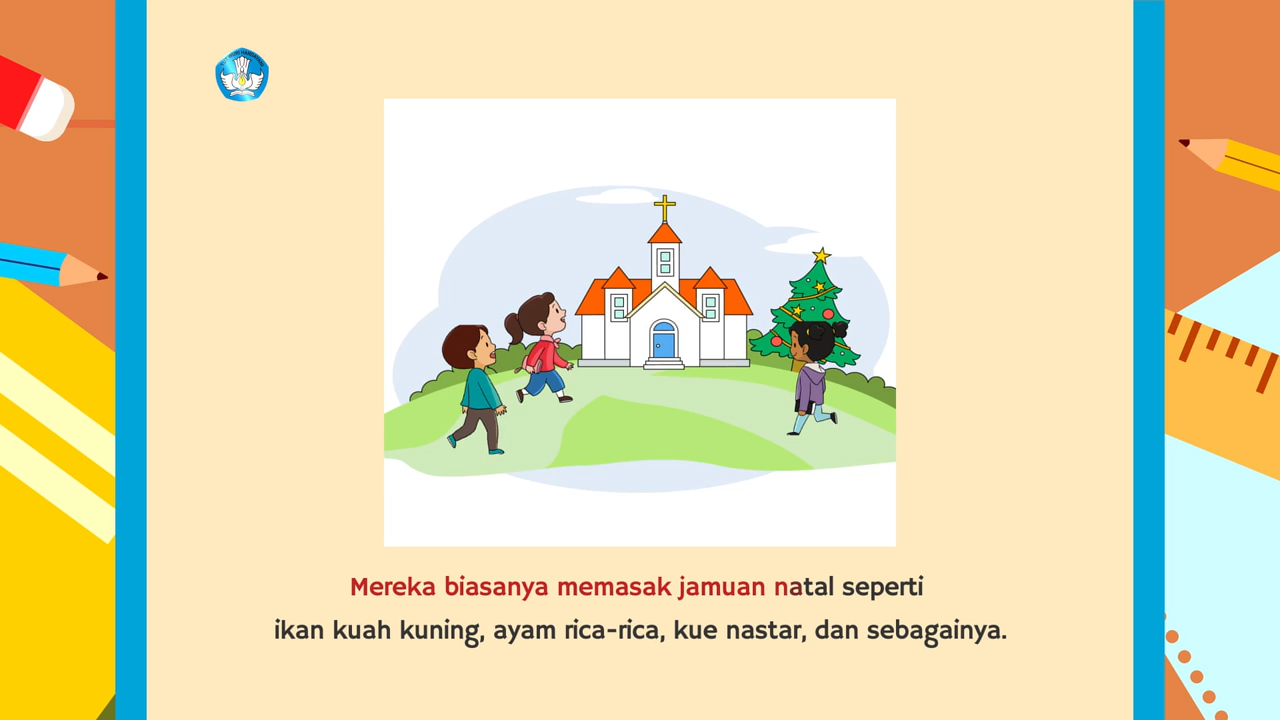 Mereka biasanya memasak jamuan natal seperti
ikan kuah kuning, ayam rica-rica, kue nastar, dan sebagainya.